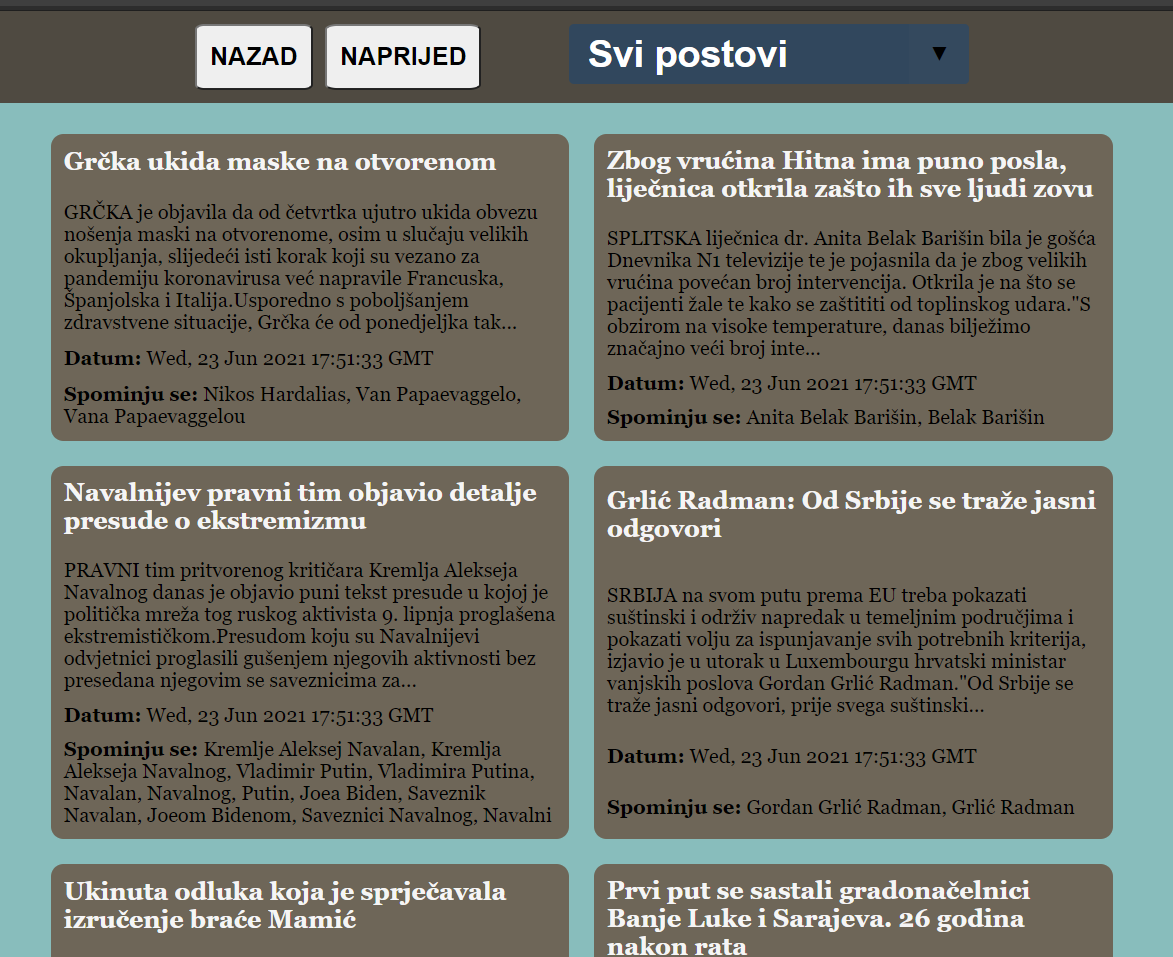 NAZAD NAPRIJED Svi postovi
Grčka ukida maske na otvorenom
GRČKA je objavila da od četvrtka ujutro ukida obvezu
nošenja maski na otvorenome, osim u slučaju velikih
okupljanja, slijedeći isti korak koji su vezano za
pandemiju koronavirusa već napravile Francuska,
Španjolska i Italija.Usporedno s poboljšanjem
zdravstvene situacije, Grčka će od ponedjeljka tak...
Datum: Wed, 23 Jun 2021 17:51:33 GMT
Spominju se: Nikos Hardalias, Van Papaevaggelo,
Vana Papaevaggelou
Zbog vrućina Hitna ima puno posla,
liječnica otkrila zašto ih sve ljudi zovu
SPLITSKA liječnica dr. Anita Belak Barišin bila je gošća
Dnevnika N1 televizije te je pojasnila da je zbog velikih
vrućina povećan broj intervencija. Otkrila je na što se
pacijenti žale te kako se zaštititi od toplinskog udara."S
obzirom na visoke temperature, danas bilježimo
značajno veći broj inte...
Datum: Wed, 23 Jun 2021 17:51:33 GMT
Spominju se: Anita Belak Barišin, Belak Barišin
Navalnijev pravni tim objavio detalje
presude o ekstremizmu
PRAVNI tim pritvorenog kritičara Kremlja Alekseja
Navalnog danas je objavio puni tekst presude u kojoj je
politička mreža tog ruskog aktivista 9. lipnja proglašena
ekstremističkom.Presudom koju su Navalnijevi
odvjetnici proglasili gušenjem njegovih aktivnosti bez
presedana njegovim se saveznicima za...
Datum: Wed, 23 Jun 2021 17:51:33 GMT
Spominju se: Kremlje Aleksej Navalan, Kremlja
Alekseja Navalnog, Vladimir Putin, Vladimira Putina,
Navalan, Navalnog, Putin, Joea Biden, Saveznik
Navalan, Joeom Bidenom, Saveznici Navalnog, Navalni
Grlić Radman: Od Srbije se traže jasni
odgovori
SRBIJA na svom putu prema EU treba pokazati
suštinski i održiv napredak u temeljnim područjima i
pokazati volju za ispunjavanje svih potrebnih kriterija,
izjavio je u utorak u Luxembourgu hrvatski ministar
vanjskih poslova Gordan Grlić Radman."Od Srbije se
traže jasni odgovori, prije svega suštinski...
Datum: Wed, 23 Jun 2021 17:51:33 GMT
Spominju se: Gordan Grlić Radman, Grlić Radman
Ukinuta odluka koja je sprječavala
izručenje braće Mamić
Prvi put se sastali gradonačelnici
Banje Luke i Sarajeva. 26 godina
nakon rata